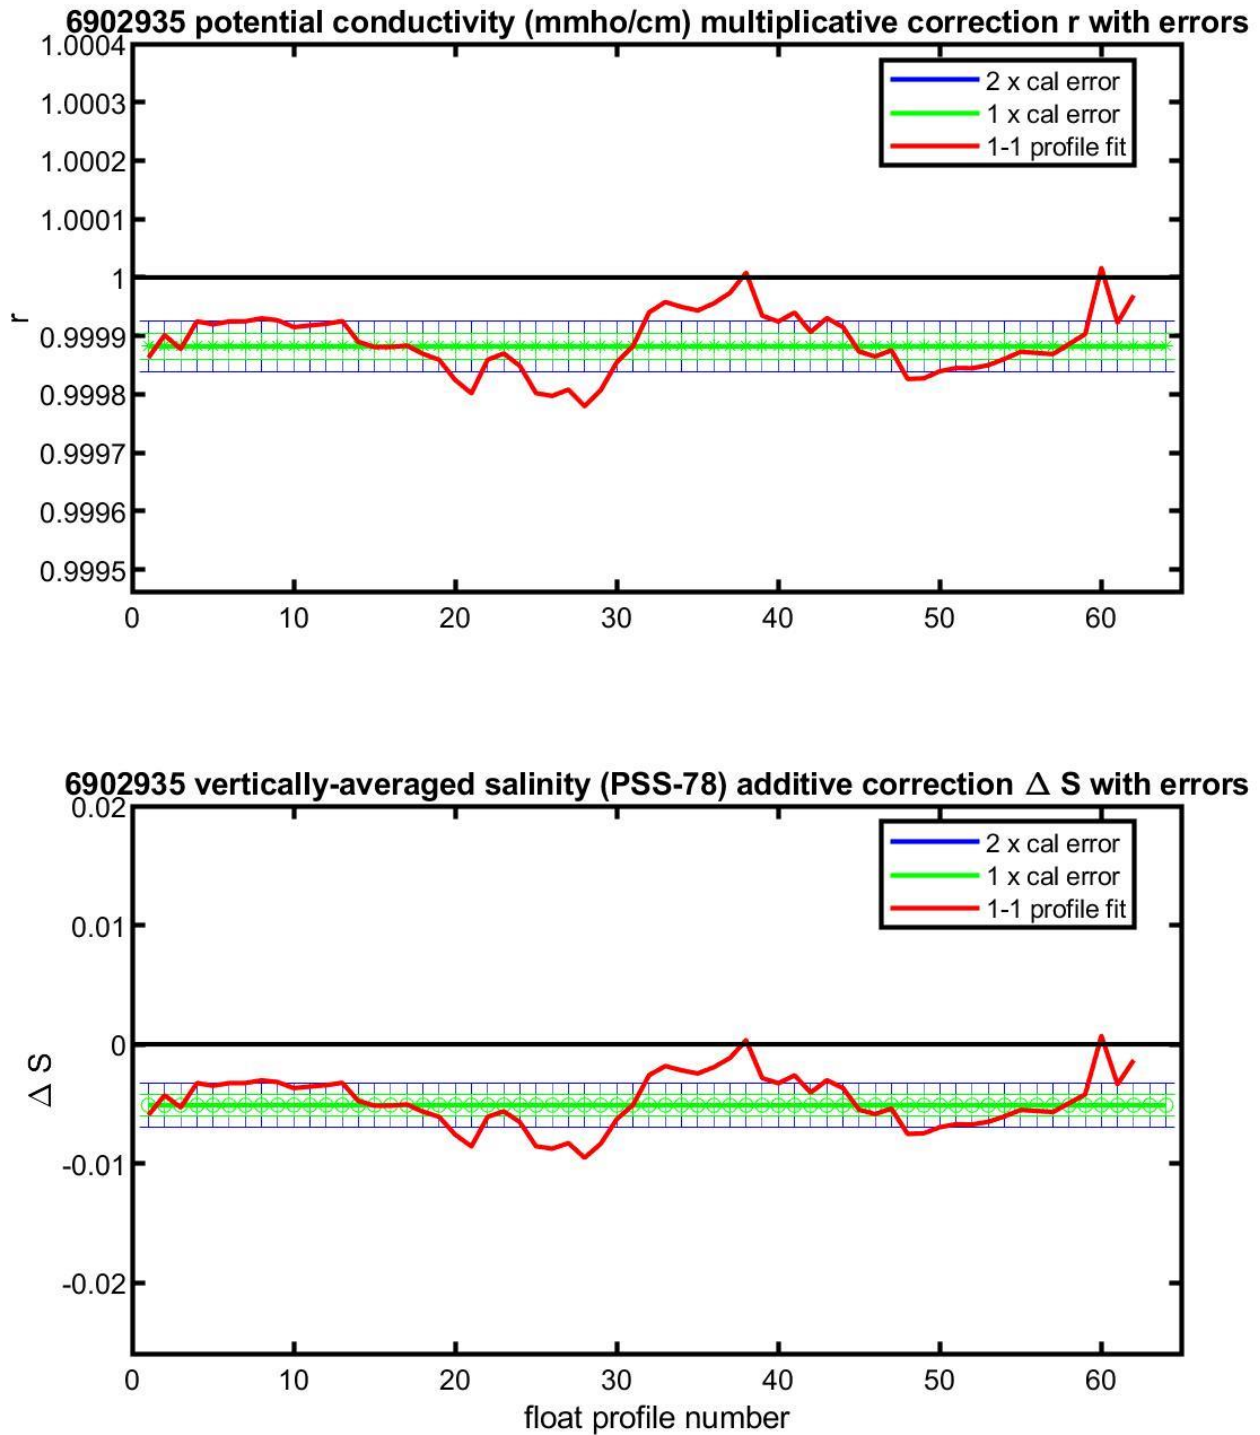 6902935 potential conductivity (mmho/cm) multiplicative correction r with errors
1.0004
1.0003
1.0002
1.0001
1
0.9999
0.9998
0.9997
0.9996
0.9995
r
2 x cal error
1 x cal error
1-1 profile fit
0 10 20 30 40 50 60
6902935 vertically-averaged salinity (PSS-78) additive correction Δ S with errors
0.02
0.01
0
-0.01
-0.02
Δ S
2 x cal error
1 x cal error
1-1 profile fit
0 10 20 30 40 50 60
float profile number